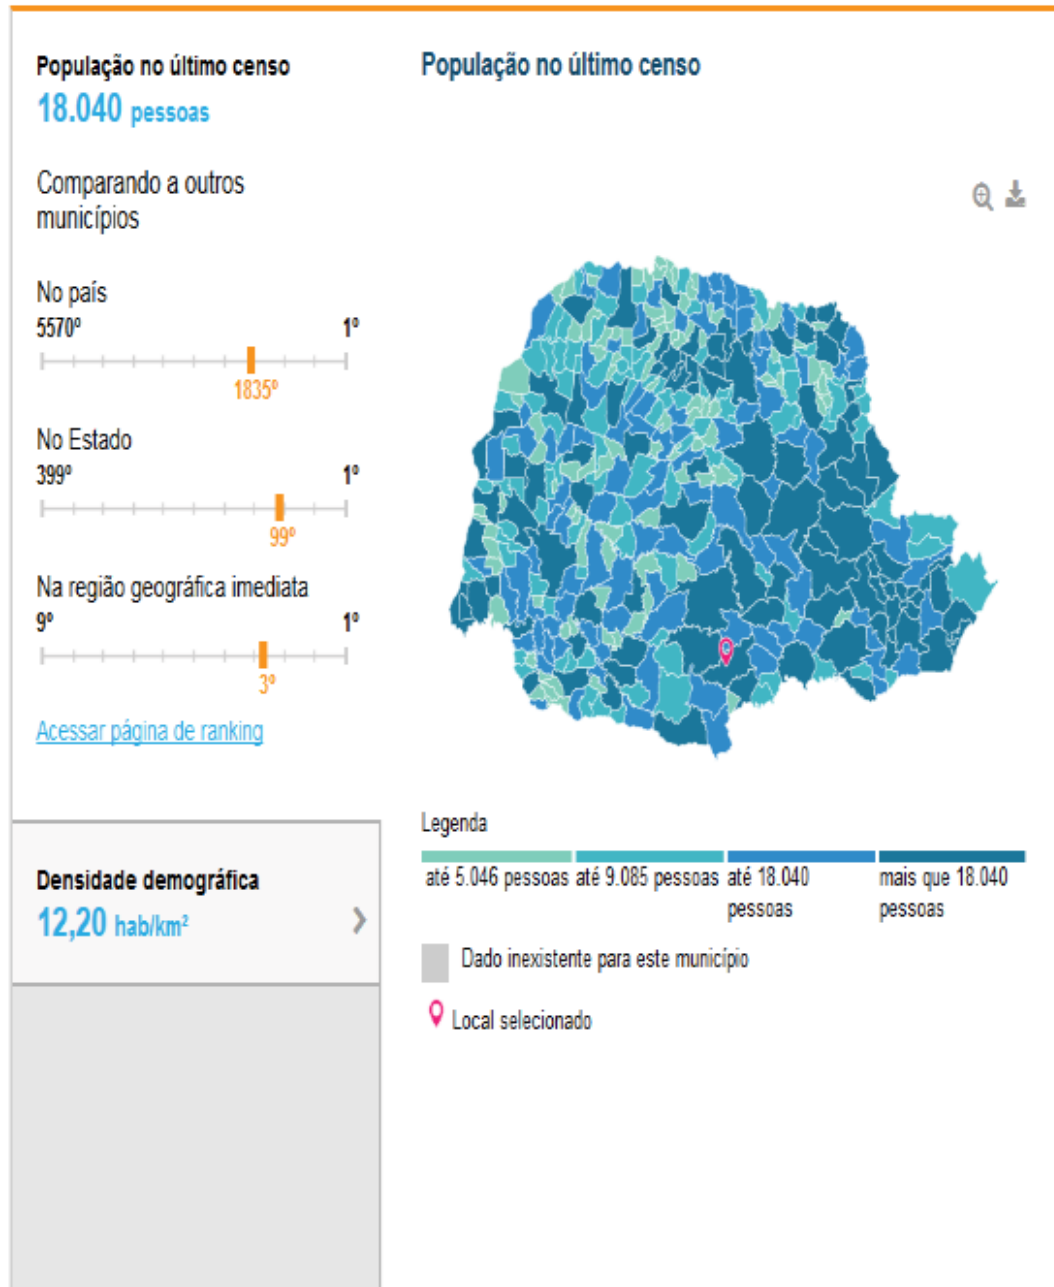 População no último censo
18.040 pessoas
Comparando a outros
municípios
No país
5570º 1º
1835º
No Estado
399º 1º
99º
Na região geográfica imediata
9º 1º
3º
Acessar página de ranking
Densidade demográfica
12,20 hab/km²
População no último censo
Legenda
até 5.046 pessoas até 9.085 pessoas até 18.040 pessoas mais que 18.040 pessoas
Dado inexistente para este município
Local selecionado